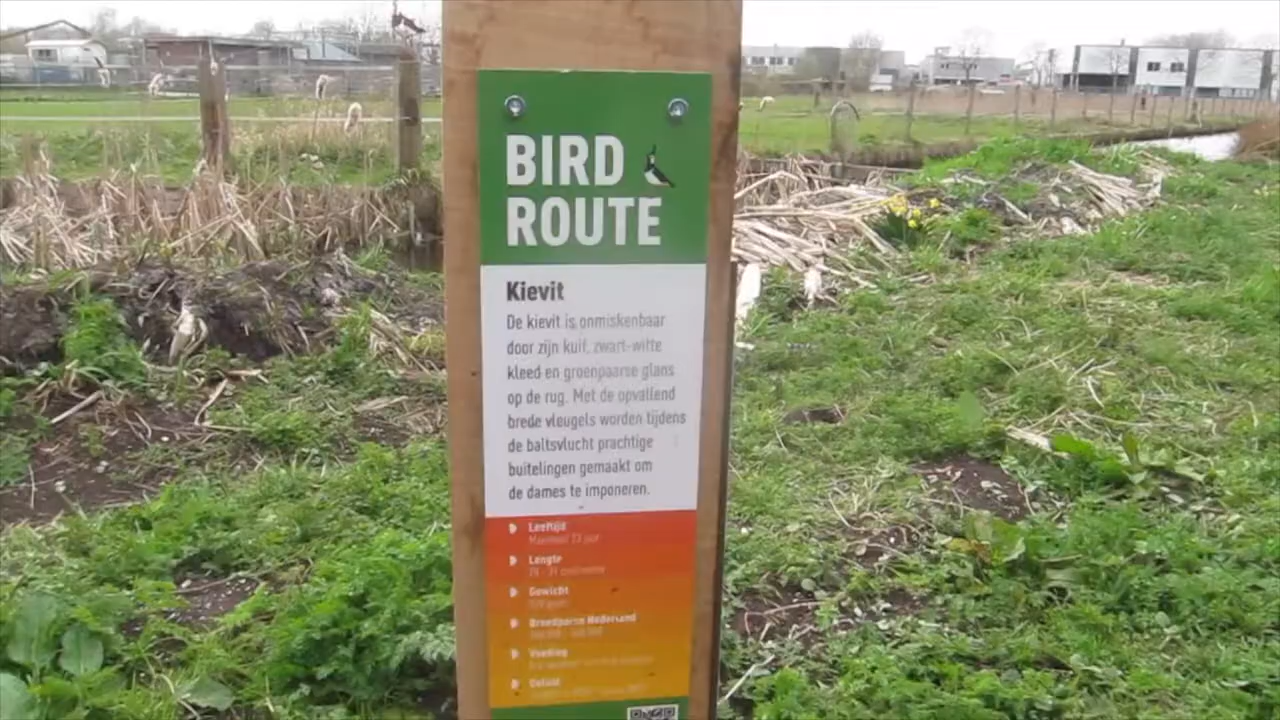 BIRD
ROUTE
Kievit
De kievit is onmiskenbaar
door zijn kuif, zwart-witte
kleed en groenpaarse glans
op de rug. Met de opvallend
brede vleugels worden tijdens
de baltsvlucht prachtige
buitelingen gemaakt om
de dames te imponeren.
Leeftijd
Lengte
Gewicht
Broedparen Nederland
Voeding
Geluid